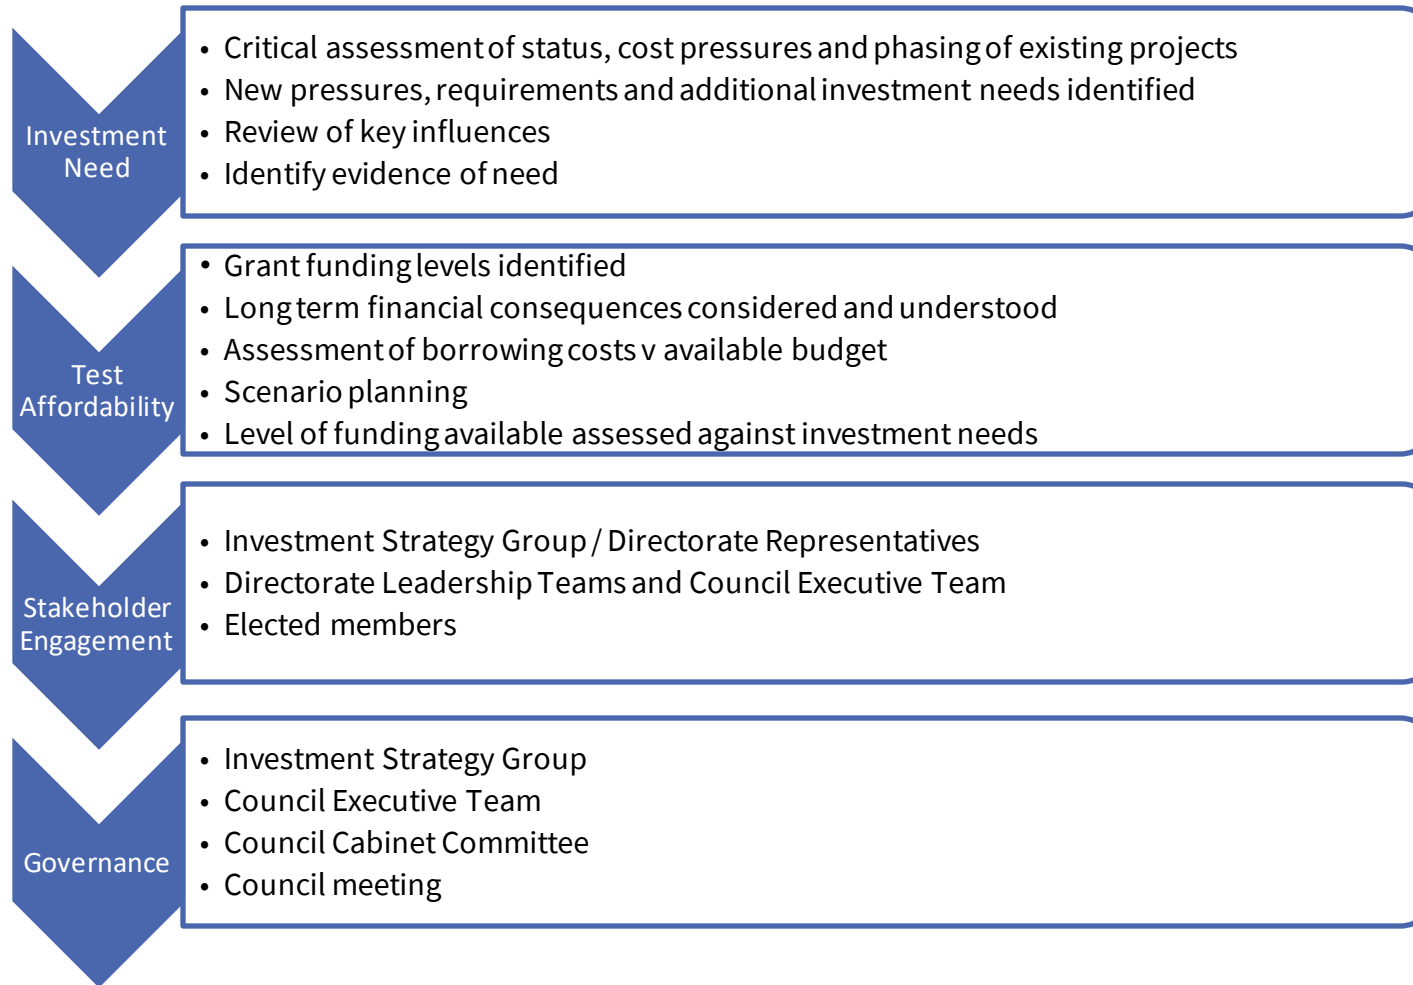 Investment
Need
• Critical assessment of status, cost pressures and phasing of existing projects
• New pressures, requirements and additional investment needs identified
• Review of key influences
• Identify evidence of need
Test
Affordability
• Grant funding levels identified
• Long term financial consequences considered and understood
• Assessment of borrowing costs v available budget
• Scenario planning
• Level of funding available assessed against investment needs
Stakeholder
Engagement
• Investment Strategy Group / Directorate Representatives
• Directorate Leadership Teams and Council Executive Team
• Elected members
Governance
• Investment Strategy Group
• Council Executive Team
• Council Cabinet Committee
• Council meeting